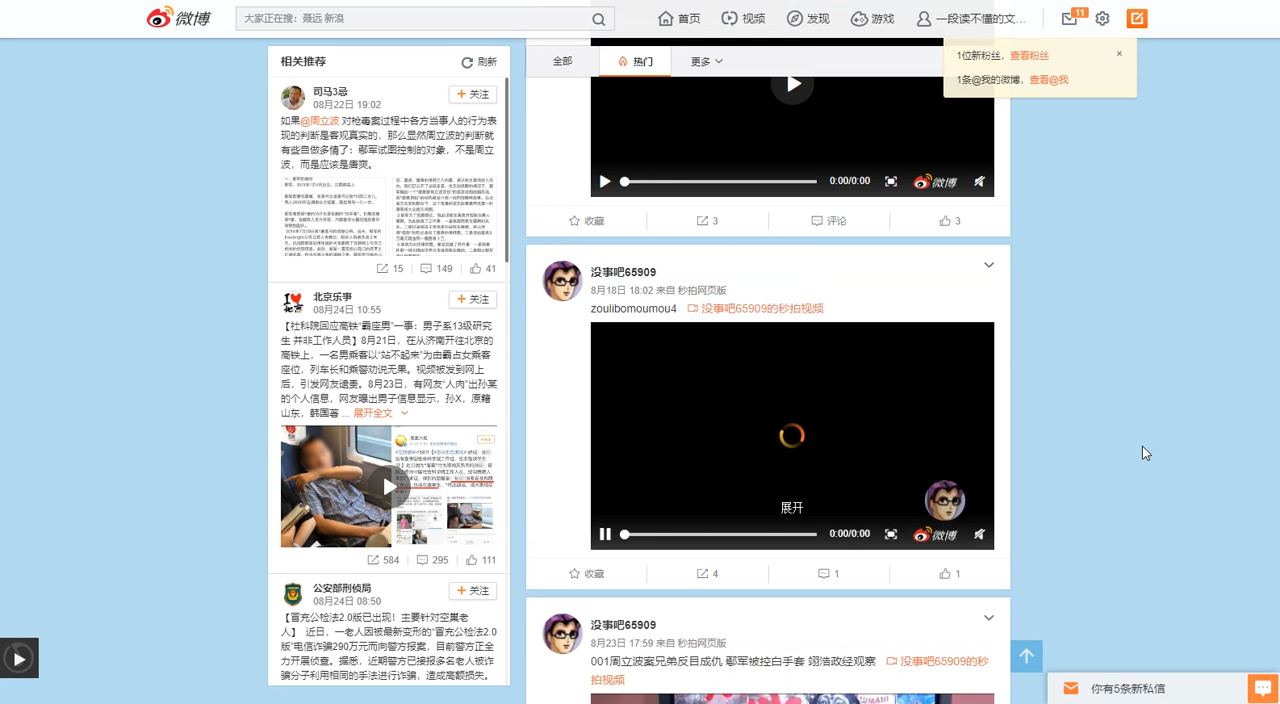 微博
大家正在搜：聂远 新浪
首页
视频
发现
游戏
一段读不懂的文...
11
1位新粉丝，查看粉丝
1条@我的微博，查看@我
相关推荐
刷新
司马3忌
08月22日 19:02
+ 关注
如果@周立波 对枪毒案过程中各方当事人的行为表
现的判断是客观真实的，那么显然周立波的判断就
有些自做多情了：鄢军试图控制的对象，不是周立
波，而是应该是唐爽。
15
149
41
北京乐事
08月24日 10:55
+ 关注
【社科院回应高铁“霸座男”一事：男子系13级研究
生 并非工作人员】8月21日，在从济南开往北京的
高铁上，一名男乘客以“站不起来”为由霸占女乘客
座位，列车长和乘警劝说无果。视频被发到网上
后，引发网友谴责。8月23日，有网友“人肉”出孙某
的个人信息，网友曝出男子信息显示，孙X，原籍
山东，韩国著 ... 展开全文
584
295
111
公安部刑侦局
08月24日 08:50
+ 关注
【冒充公检法2.0版已出现！主要针对空巢老
人】 近日，一老人因被最新变形的“冒充公检法2.0
版”电信诈骗290万元而向警方报案，目前警方正全
力开展侦查。据悉，近期警方已接报多名老人被诈
骗分子利用相同的手法进行诈骗，造成高额损失。
全部
热门
更多
0:00/0:00
微博
收藏
3
评论
3
没事吧65909
8月18日 18:02 来自 秒拍网页版
zoulibomoumou4 没事吧65909的秒拍视频
展开
0:00/0:00
微博
收藏
4
1
1
没事吧65909
8月23日 17:59 来自 秒拍网页版
001周立波案兄弟反目成仇 鄢军被控白手套 翊浩政经观察 没事吧65909的秒
拍视频
你有5条新私信